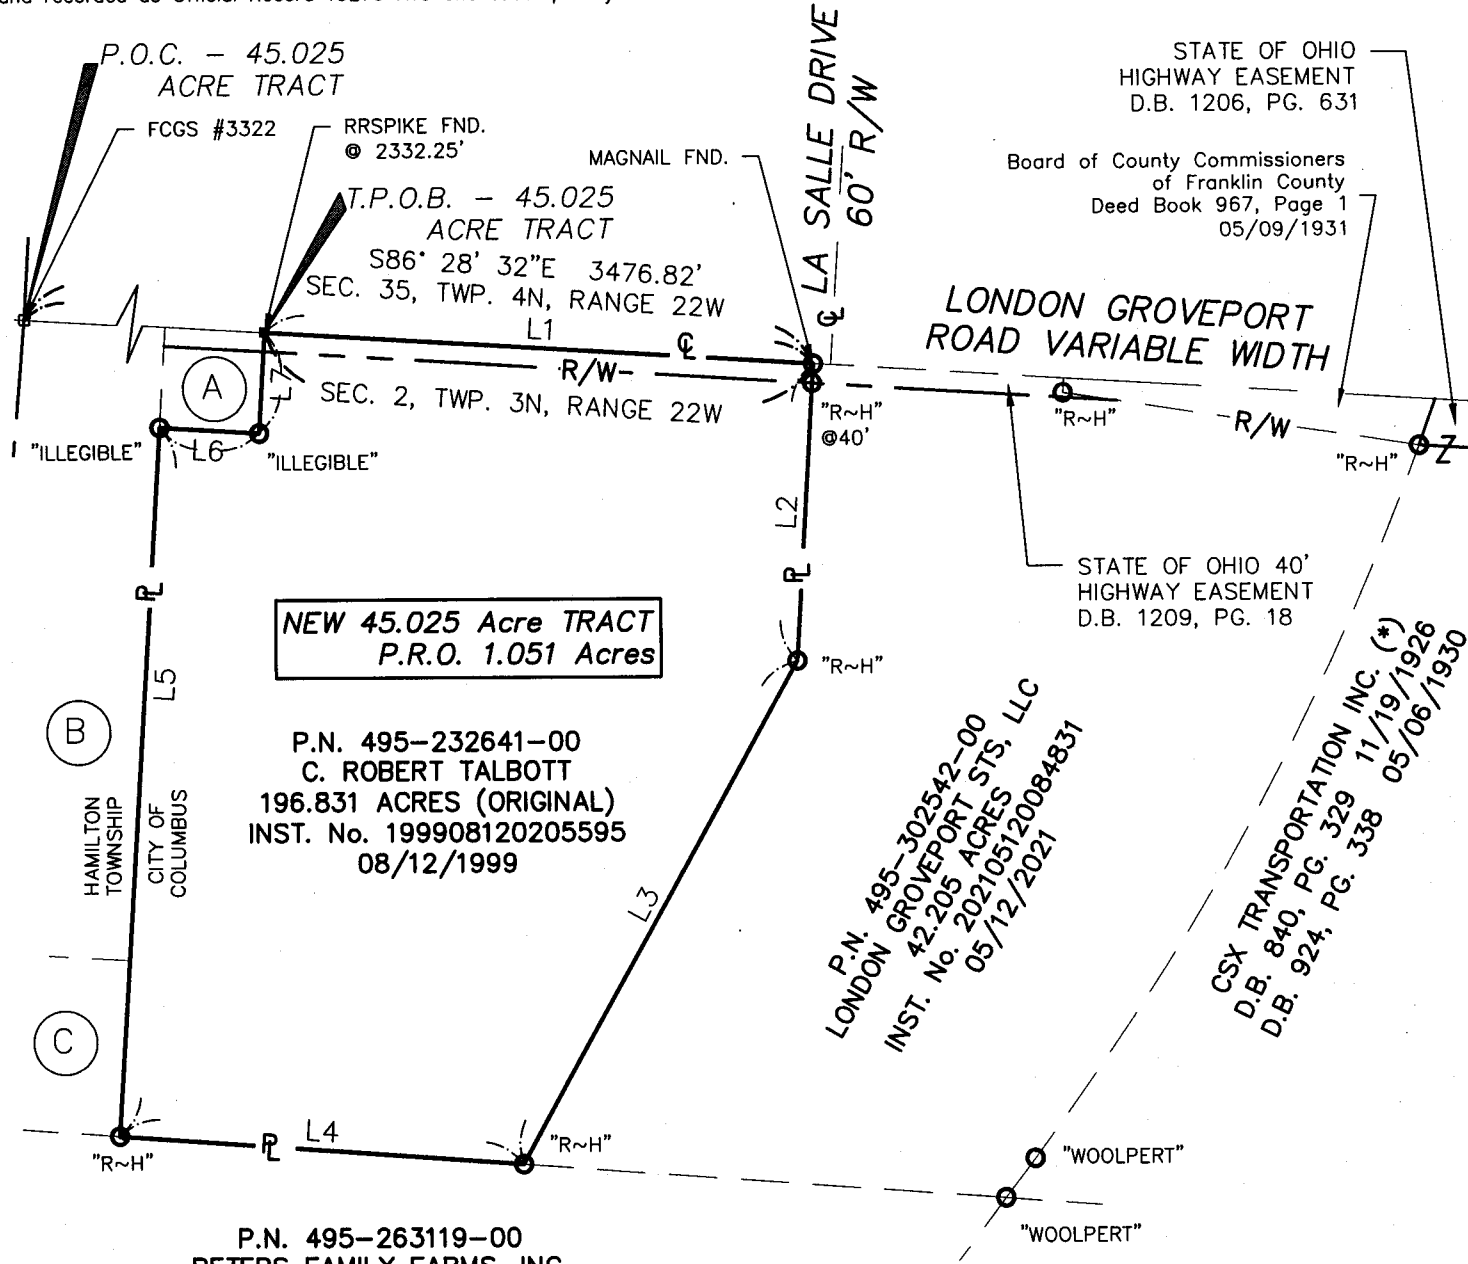 P.O.C. - 45.025
ACRE TRACT
FCGS #3322
RRSPIKE FND.
@ 2332.25'
MAGNAIL FND.
T.P.O.B. - 45.025
ACRE TRACT
S86° 28' 32"E 3476.82'
SEC. 35, TWP. 4N, RANGE 22W
L1
℄
R/W
SEC. 2, TWP. 3N, RANGE 22W
LA SALLE DRIVE
60' R/W
℄
STATE OF OHIO
HIGHWAY EASEMENT
D.B. 1206, PG. 631
Board of County Commissioners
of Franklin County
Deed Book 967, Page 1
05/09/1931
LONDON GROVEPORT
ROAD VARIABLE WIDTH
A
L7
L6
"ILLEGIBLE"
"ILLEGIBLE"
"R~H"
@40'
"R~H"
R/W
"R~H"
Z
L2
PL
STATE OF OHIO 40'
HIGHWAY EASEMENT
D.B. 1209, PG. 18
PL
NEW 45.025 Acre TRACT
P.R.O. 1.051 Acres
"R~H"
L5
B
P.N. 495-232641-00
C. ROBERT TALBOTT
196.831 ACRES (ORIGINAL)
INST. No. 199908120205595
08/12/1999
HAMILTON
TOWNSHIP
CITY OF
COLUMBUS
L3
P.N. 495-302542-00
LONDON GROVEPORT STS, LLC
42.205 ACRES
INST. No. 202105120084831
05/12/2021
CSX TRANSPORTATION INC. (*)
D.B. 840, PG. 329 11/19/1926
D.B. 924, PG. 338 05/06/1930
C
"R~H"
PL
L4
"R~H"
"WOOLPERT"
"WOOLPERT"
P.N. 495-263119-00
PETERS FAMILY FARMS, INC